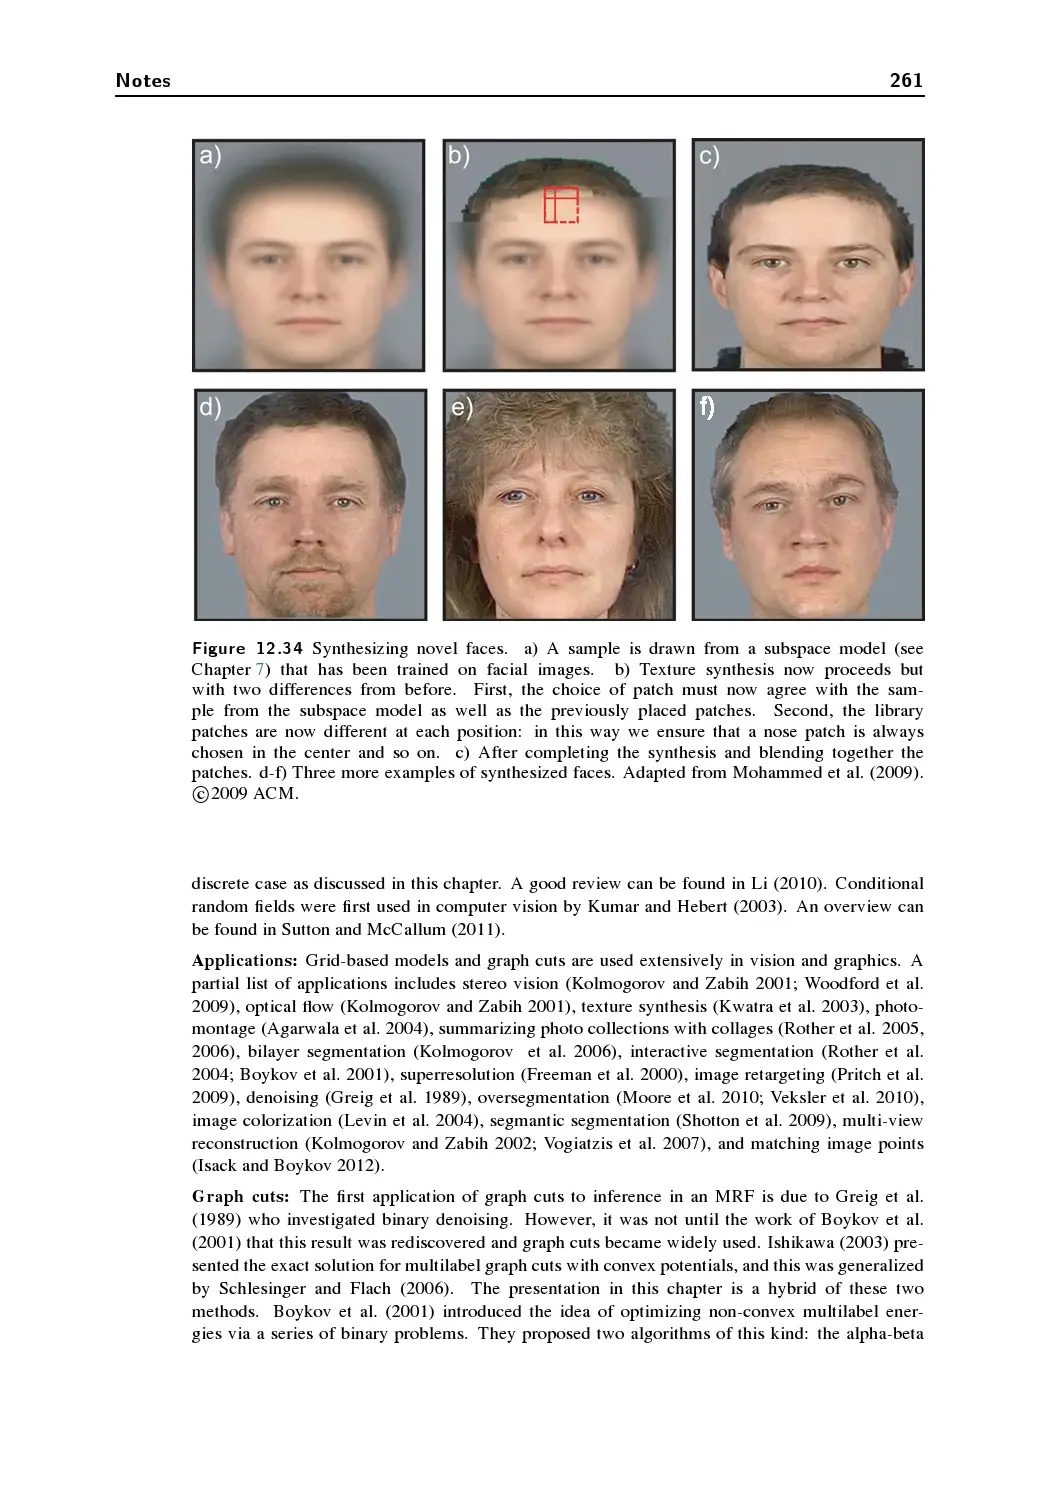 Notes 261
a) b) c)
d) e) f)
Figure 12.34 Synthesizing novel faces. a) A sample is drawn from a subspace model (see
Chapter 7) that has been trained on facial images. b) Texture synthesis now proceeds but
with two differences from before. First, the choice of patch must now agree with the sam-
ple from the subspace model as well as the previously placed patches. Second, the library
patches are now different at each position: in this way we ensure that a nose patch is always
chosen in the center and so on. c) After completing the synthesis and blending together the
patches. d-f) Three more examples of synthesized faces. Adapted from Mohammed et al. (2009).
©2009 ACM.
discrete case as discussed in this chapter. A good review can be found in Li (2010). Conditional
random fields were first used in computer vision by Kumar and Hebert (2003). An overview can
be found in Sutton and McCallum (2011).
Applications: Grid-based models and graph cuts are used extensively in vision and graphics. A
partial list of applications includes stereo vision (Kolmogorov and Zabih 2001; Woodford et al.
2009), optical flow (Kolmogorov and Zabih 2001), texture synthesis (Kwatra et al. 2003), photo-
montage (Agarwala et al. 2004), summarizing photo collections with collages (Rother et al. 2005,
2006), bilayer segmentation (Kolmogorov et al. 2006), interactive segmentation (Rother et al.
2004; Boykov et al. 2001), superresolution (Freeman et al. 2000), image retargeting (Pritch et al.
2009), denoising (Greig et al. 1989), oversegmentation (Moore et al. 2010; Veksler et al. 2010),
image colorization (Levin et al. 2004), segmantic segmentation (Shotton et al. 2009), multi-view
reconstruction (Kolmogorov and Zabih 2002; Vogiatzis et al. 2007), and matching image points
(Isack and Boykov 2012).
Graph cuts: The first application of graph cuts to inference in an MRF is due to Greig et al.
(1989) who investigated binary denoising. However, it was not until the work of Boykov et al.
(2001) that this result was rediscovered and graph cuts became widely used. Ishikawa (2003) pre-
sented the exact solution for multilabel graph cuts with convex potentials, and this was generalized
by Schlesinger and Flach (2006). The presentation in this chapter is a hybrid of these two
methods. Boykov et al. (2001) introduced the idea of optimizing non-convex multilabel ener-
gies via a series of binary problems. They proposed two algorithms of this kind: the alpha-beta